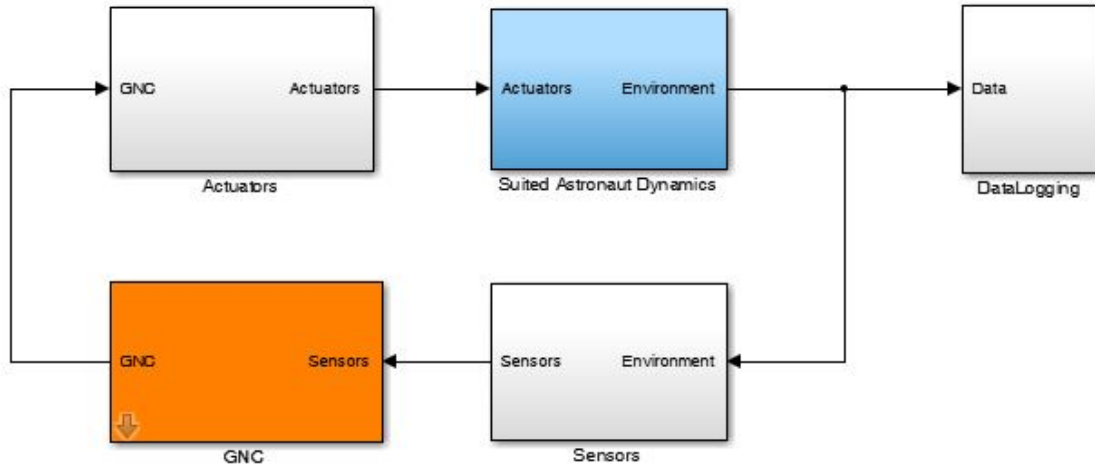 GNC Actuators
Actuators
Actuators Environment
Suited Astronaut Dynamics
Data
DataLogging
GNC Sensors
GNC
Sensors Environment
Sensors